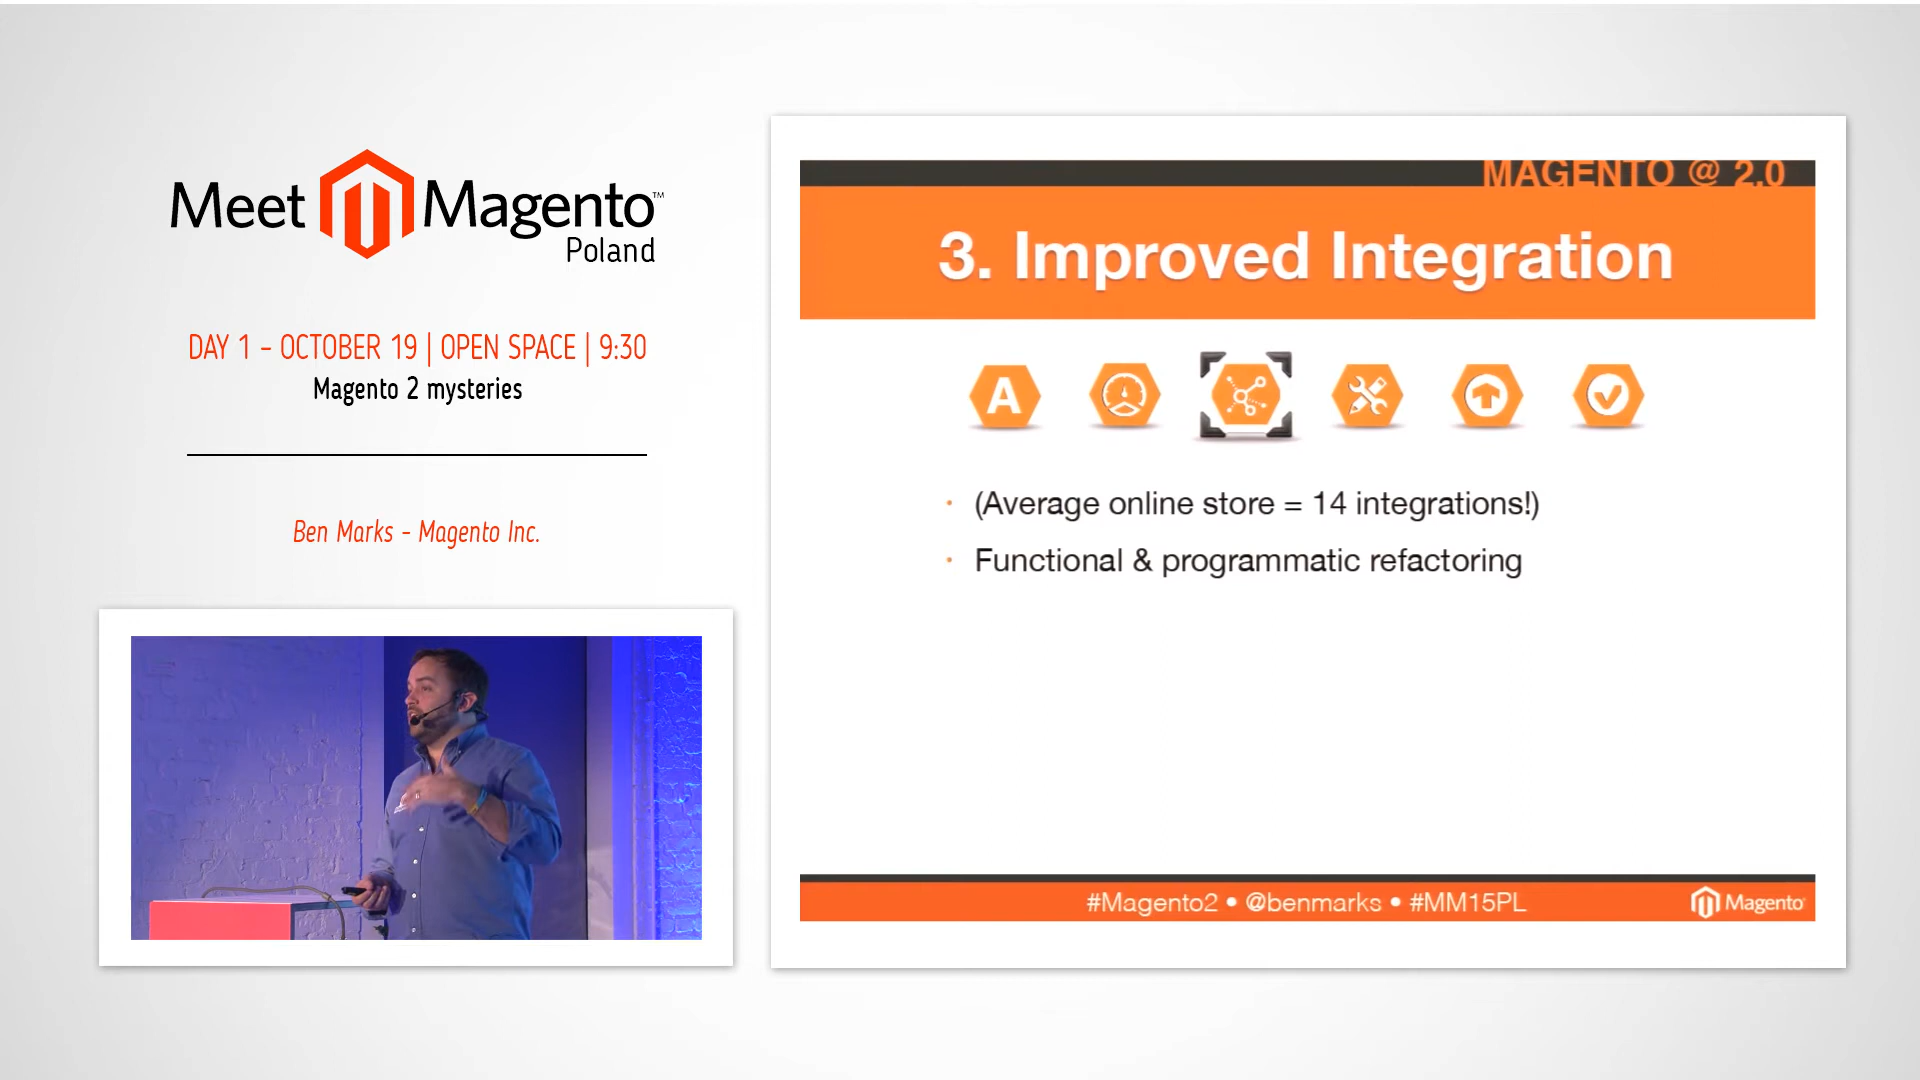 Meet Magento™
Poland
DAY 1 - OCTOBER 19 | OPEN SPACE | 9:30
Magento 2 mysteries
Ben Marks - Magento Inc.
MAGENTO @ 2.0
3. Improved Integration
A
• (Average online store = 14 integrations!)
• Functional & programmatic refactoring
#Magento2 • @benmarks • #MM15PL
Magento